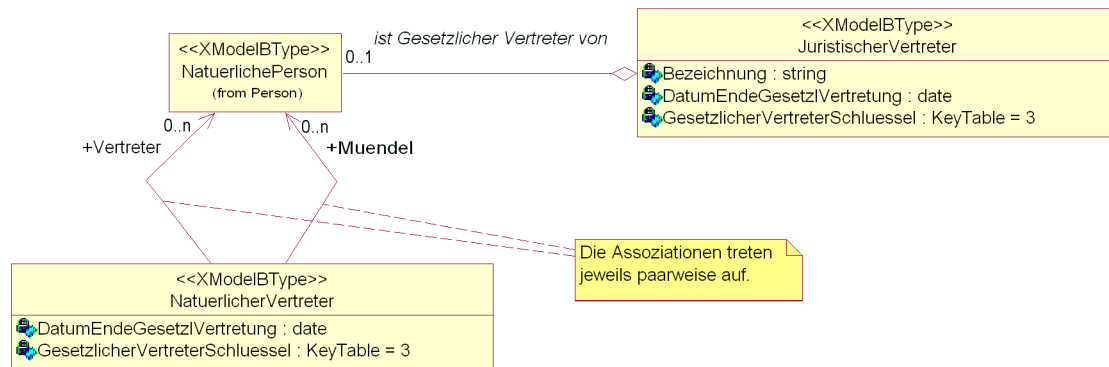 <<XModelBType>>
NatuerlichePerson
(from Person)
ist Gesetzlicher Vertreter von
0..1
<<XModelBType>>
JuristischerVertreter
Bezeichnung : string
DatumEndeGesetzlVertretung : date
GesetzlicherVertreterSchluessel : KeyTable = 3
0..n
0..n
+Vertreter
+Muendel
Die Assoziationen treten
jeweils paarweise auf.
<<XModelBType>>
NatuerlicherVertreter
DatumEndeGesetzlVertretung : date
GesetzlicherVertreterSchluessel : KeyTable = 3